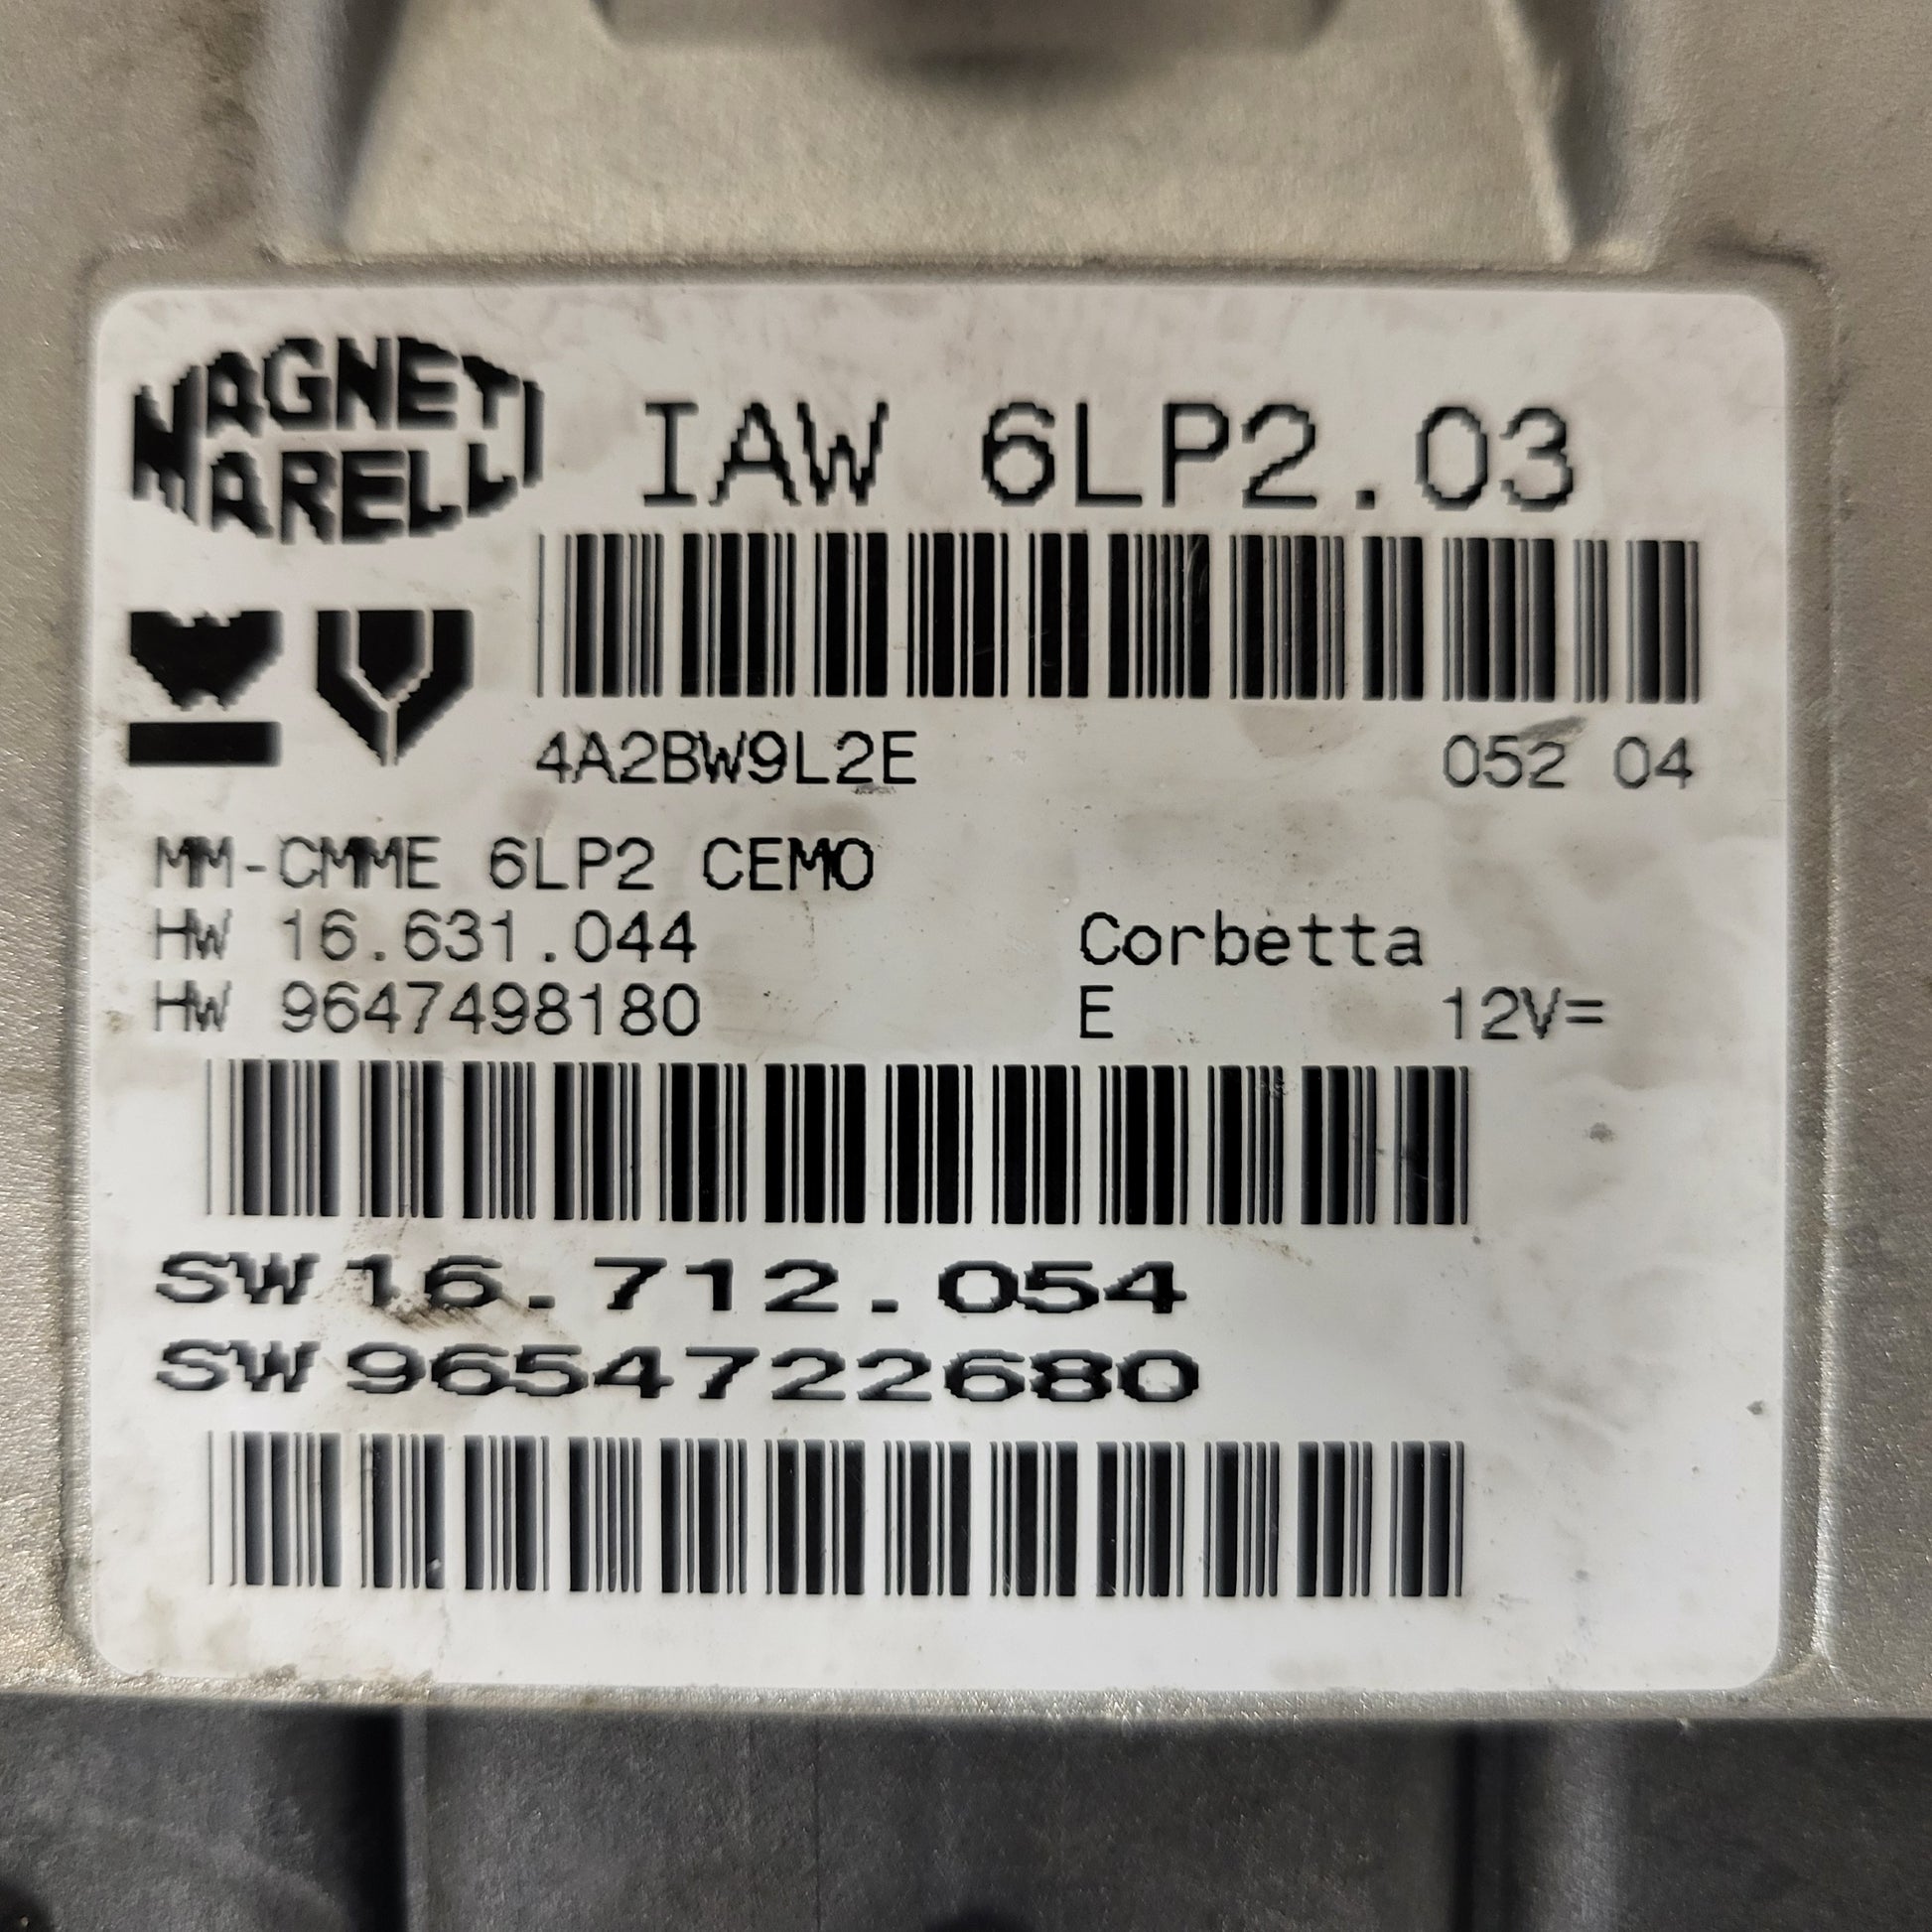 MAGNETI
MARELLI
IAW 6LP2.03
4A2BW9L2E 052 04
MM-CMME 6LP2 CEMO
HW 16.631.044 Corbetta
HW 9647498180 E 12V=
SW 16.712.054
SW 9654722680